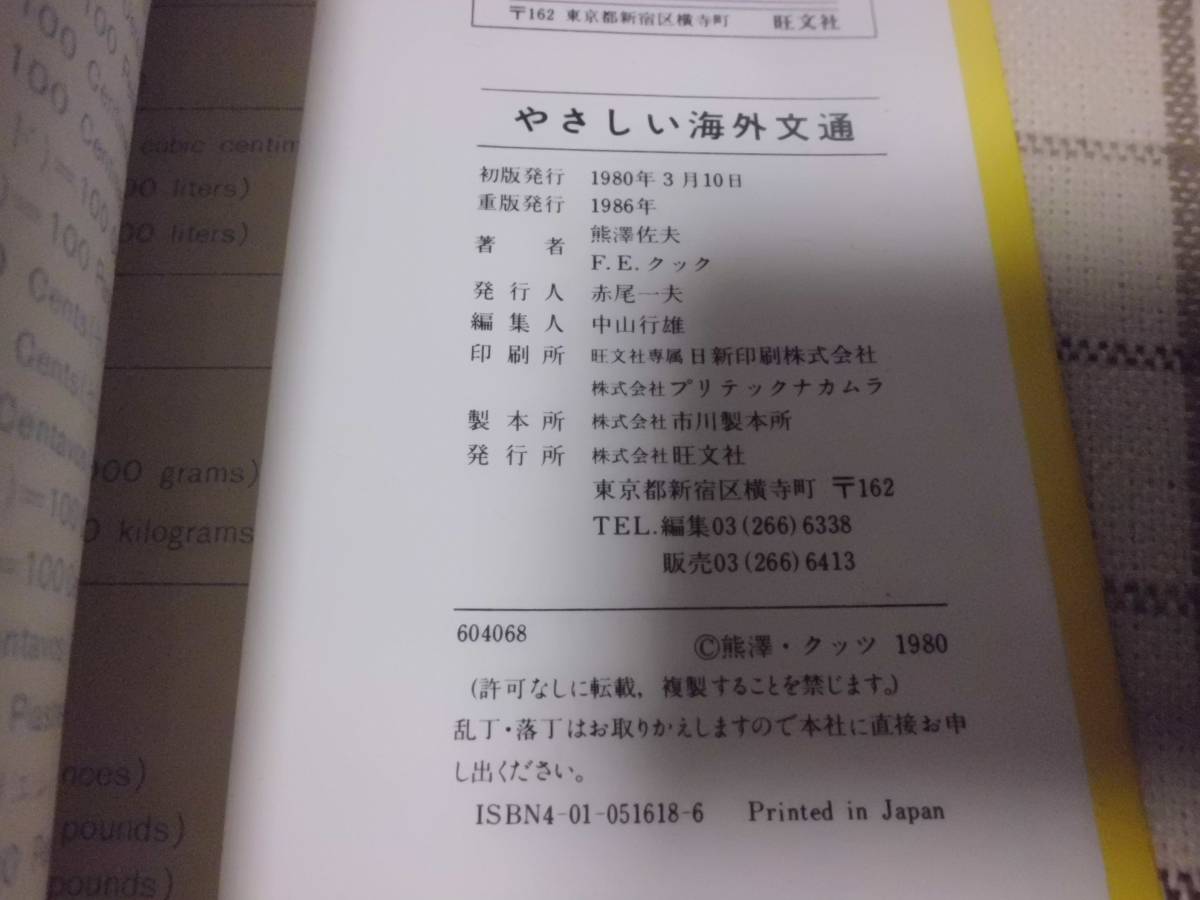 〒162 東京都新宿区横寺町 旺文社
やさしい海外文通
初版発行 1980年3月10日
重版発行 1986年
著者 熊澤佐夫
F.E.クック
発行人 赤尾一夫
編集人 中山行雄
印刷所 旺文社専属 日新印刷株式会社
株式会社プリテックナカムラ
製本所 株式会社市川製本所
発行所 株式会社旺文社
東京都新宿区横寺町 〒162
TEL.編集03(266)6338
販売03(266)6413
604068 ©熊澤・クッツ 1980
(許可なしに転載, 複製することを禁じます。)
乱丁・落丁はお取りかえしますので本社に直接お申
し出ください。
ISBN4-01-051618-6 Printed in Japan
100
100 Cent
cubic centim
liters)
liters)
=100
=100
Cents
Cents
Centavo
grams)
kilograms
=100
pounds)
pounds)